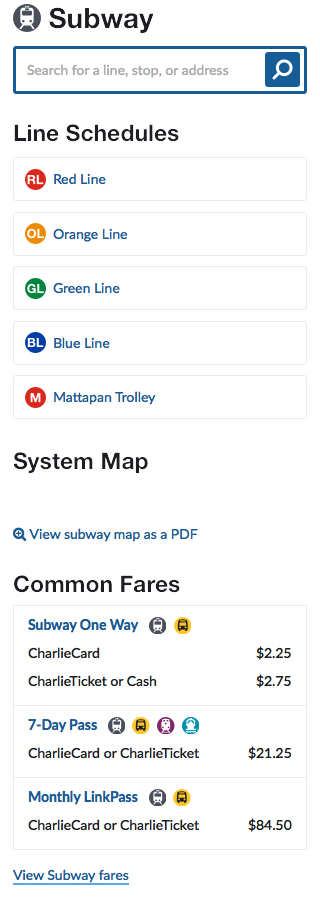 Subway
Search for a line, stop, or address
Line Schedules
RL Red Line
OL Orange Line
GL Green Line
BL Blue Line
M Mattapan Trolley
System Map
View subway map as a PDF
Common Fares
Subway One Way
CharlieCard $2.25
CharlieTicket or Cash $2.75
7-Day Pass
CharlieCard or CharlieTicket $21.25
Monthly LinkPass
CharlieCard or CharlieTicket $84.50
View Subway fares